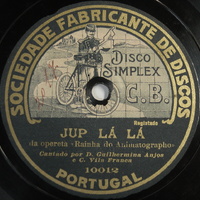 SOCIEDADE FABRICANTE DE DISCOS
DISCO
SIMPLEX
C.B.
Registado
JUP LÁ LÁ
da opereta «Rainha do Animatographo»
Cantado por D. Guilhermina Anjos
e C. Vila Franca
10012
PORTUGAL